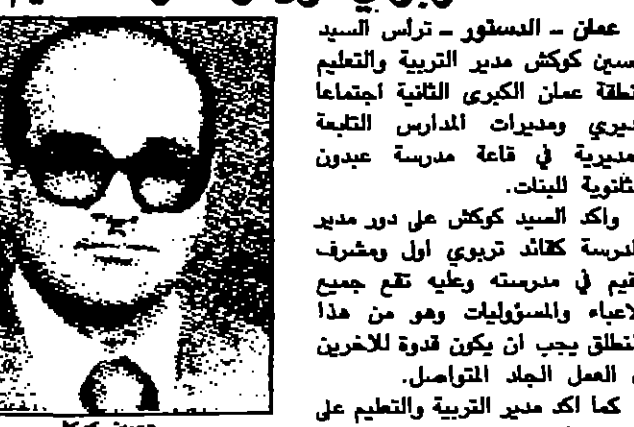 عمان ــ الدستور ــ ترأس السيد
حسين كوكش مدير التربية والتعليم
لمنطقة عمان الكبرى الثانية اجتماعا
لمديري ومديرات المدارس التابعة
للمديرية في قاعة مدرسة عبدون
الثانوية للبنات.
واكد السيد كوكش على دور مدير
المدرسة كقائد تربوي اول ومشرف
مقيم في مدرسته وعليه تقع جميع
الاعباء والمسؤوليات وهو من هذا
المنطلق يجب ان يكون قدوة للاخرين
في العمل الجاد المتواصل.
كما اكد مدير التربية والتعليم على